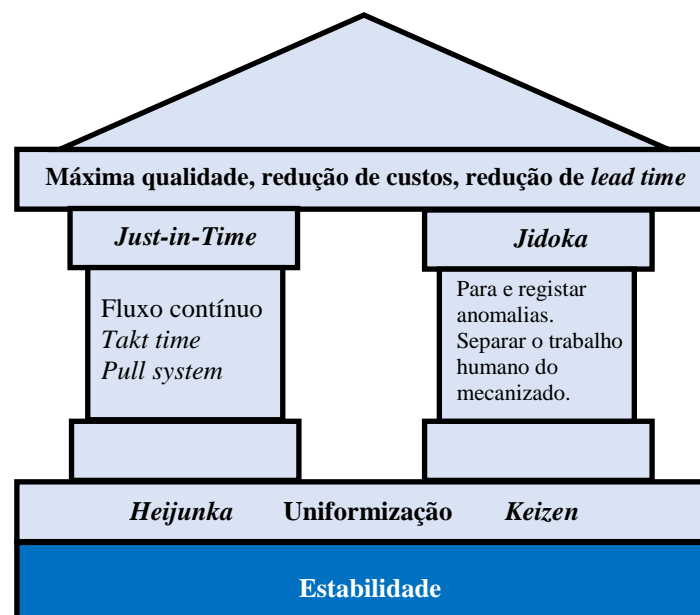 Máxima qualidade, redução de custos, redução de lead time
Just-in-Time
Fluxo contínuo
Takt time
Pull system
Jidoka
Para e registar
anomalias.
Separar o trabalho
humano do
mecanizado.
Heijunka Uniformização Keizen
Estabilidade